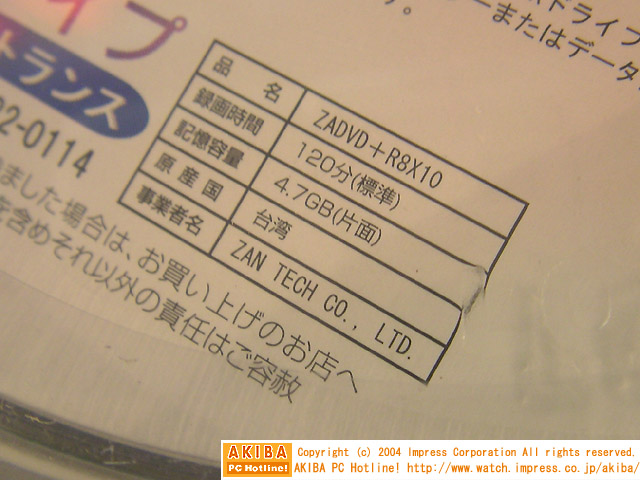 イプ
ドライブ
ーまたはデータ
す。
トランス
02-0114
品 名 ZADVD+R8X10
録画時間 120分(標準)
記憶容量 4.7GB(片面)
原産国 台湾
事業者名 ZAN TECH CO., LTD.
ました場合は、お買い上げのお店へ
を含めそれ以外の責任はご容赦
AKIBA PC Hotline!
Copyright (c) 2004 Impress Corporation All rights reserved.
AKIBA PC Hotline! http://www.watch.impress.co.jp/akiba/